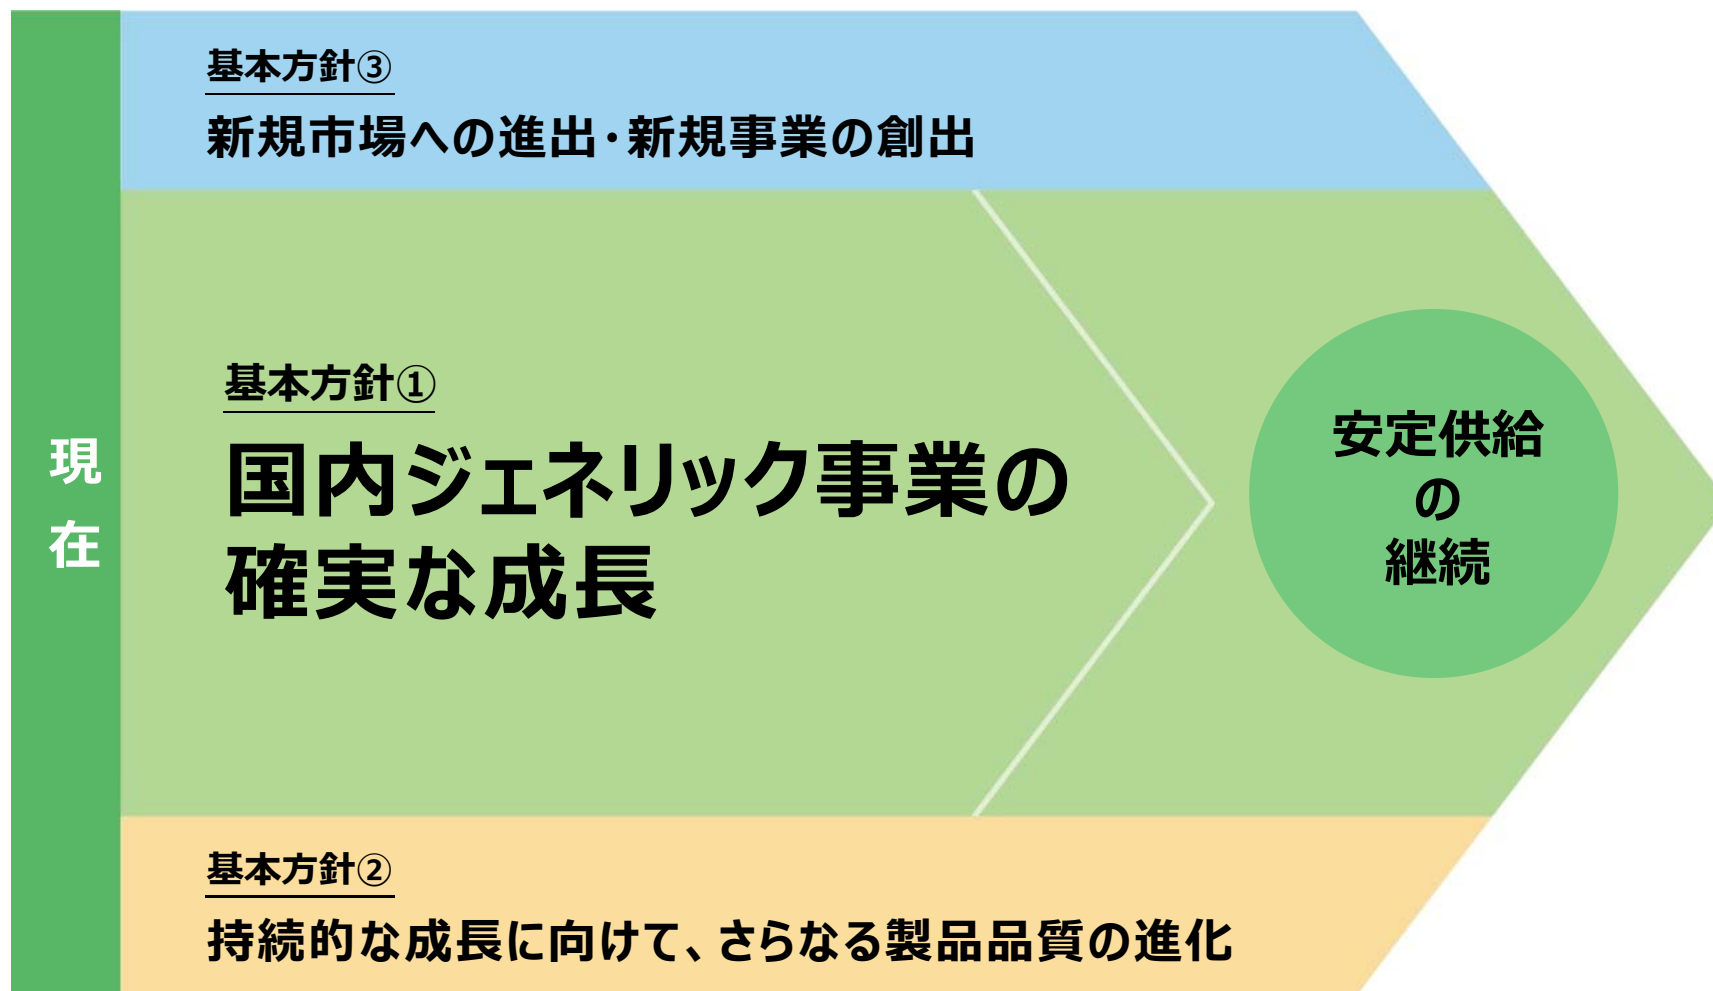 現
在
基本方針③
新規市場への進出・新規事業の創出
基本方針①
国内ジェネリック事業の
確実な成長
安定供給
の
継続
基本方針②
持続的な成長に向けて、さらなる製品品質の進化